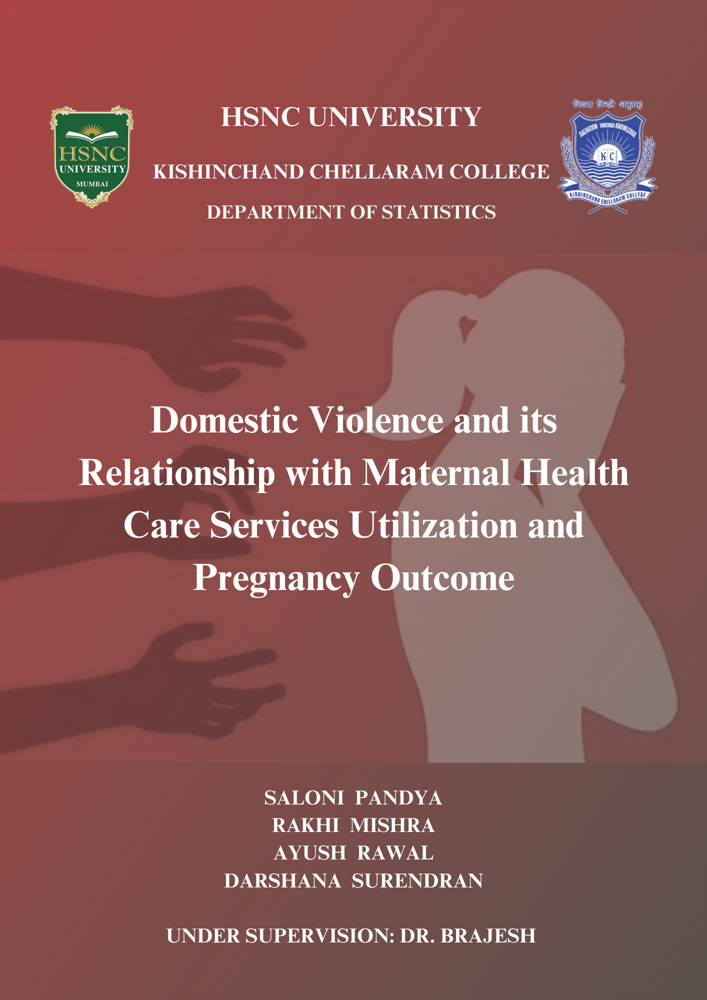 HSNC UNIVERSITY
KISHINCHAND CHELLARAM COLLEGE
DEPARTMENT OF STATISTICS
HSNC
UNIVERSITY
MUMBAI
विद्यया विन्दते अमृतम्!
SALVATION THROUGH KNOWLEDGE
K C
KISHINCHAND CHELLARAM COLLEGE
Domestic Violence and its
Relationship with Maternal Health
Care Services Utilization and
Pregnancy Outcome
SALONI PANDYA
RAKHI MISHRA
AYUSH RAWAL
DARSHANA SURENDRAN
UNDER SUPERVISION: DR. BRAJESH